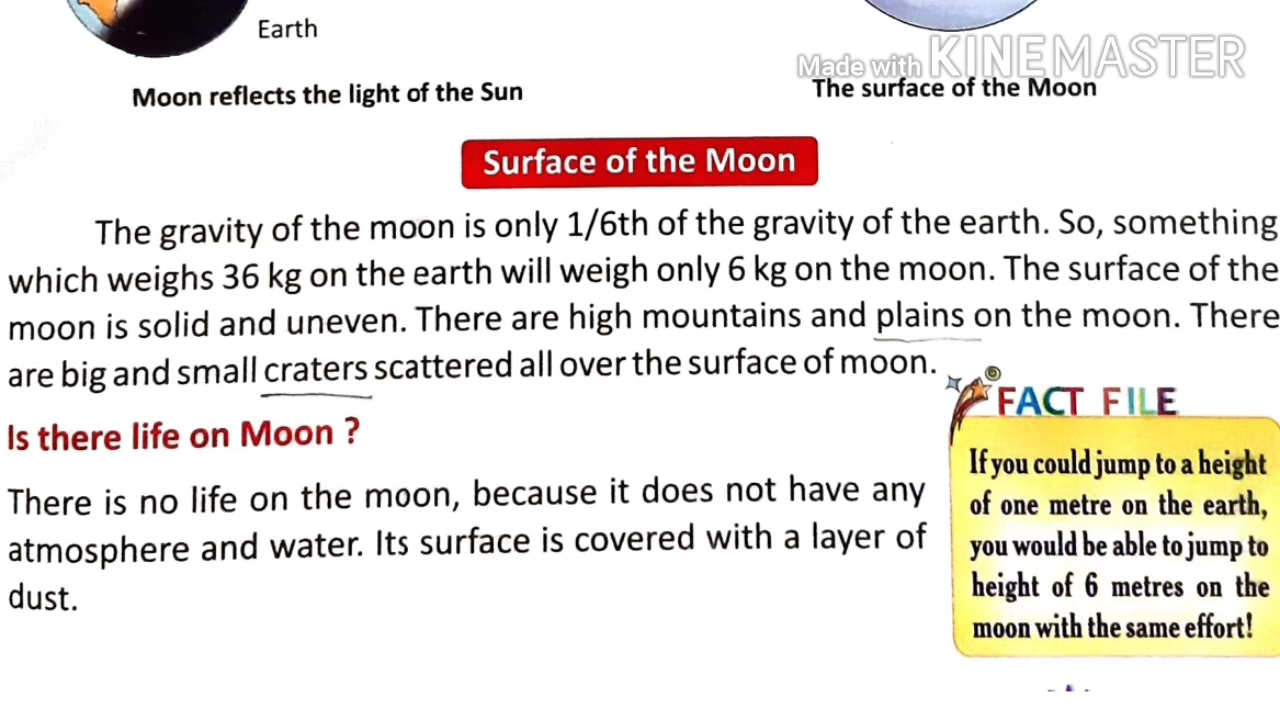 Earth
Made with KINEMASTER
Moon reflects the light of the Sun
The surface of the Moon
Surface of the Moon
The gravity of the moon is only 1/6th of the gravity of the earth. So, something
which weighs 36 kg on the earth will weigh only 6 kg on the moon. The surface of the
moon is solid and uneven. There are high mountains and plains on the moon. There
are big and small craters scattered all over the surface of moon.
Is there life on Moon ?
There is no life on the moon, because it does not have any
atmosphere and water. Its surface is covered with a layer of
dust.
FACT FILE
If you could jump to a height
of one metre on the earth,
you would be able to jump to
height of 6 metres on the
moon with the same effort!